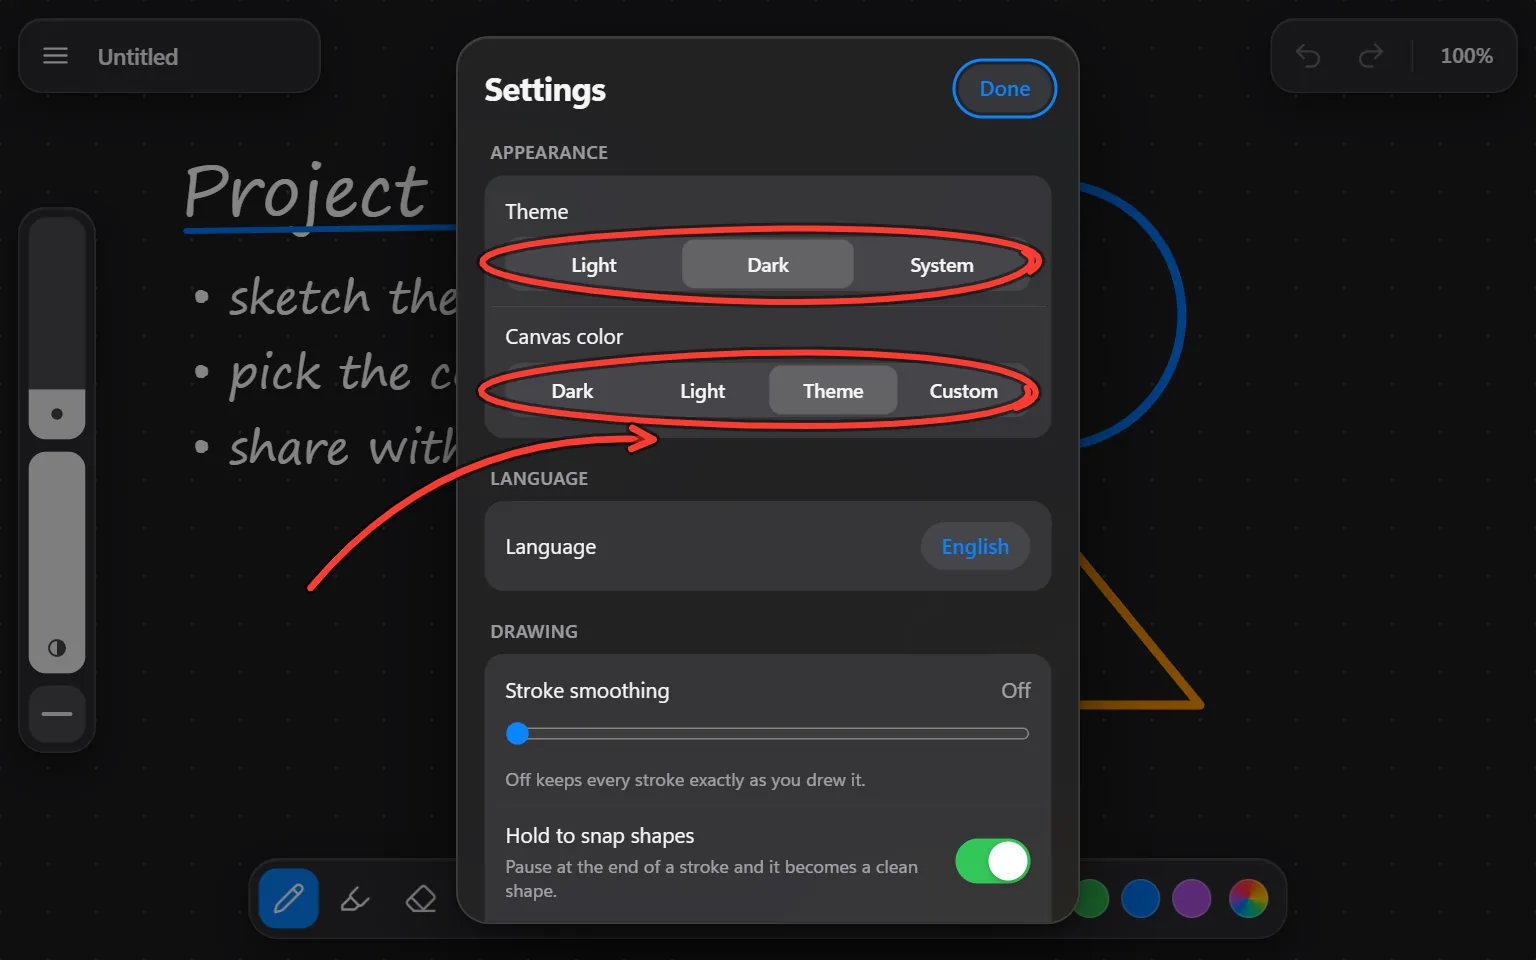 Untitled
100%
Settings
Done
APPEARANCE
Project
Theme
Light Dark System
• sketch the
Canvas color
• pick the c
Dark Light Theme Custom
• share with
LANGUAGE
Language English
DRAWING
Stroke smoothing Off
Off keeps every stroke exactly as you drew it.
Hold to snap shapes
Pause at the end of a stroke and it becomes a clean
shape.